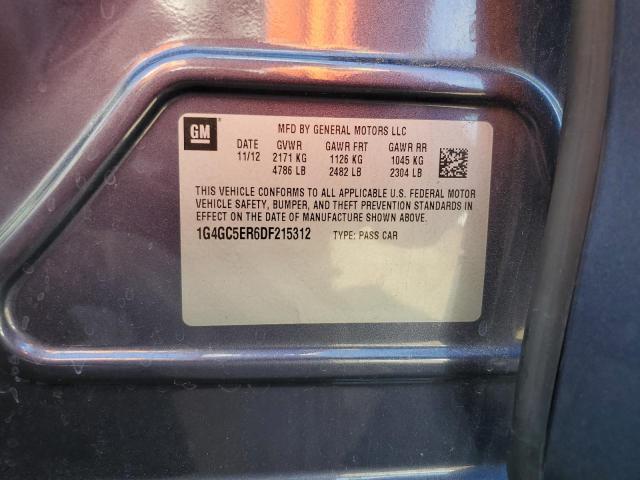 GM
MFD BY GENERAL MOTORS LLC
DATE GVWR GAWR FRT GAWR RR
11/12 2171 KG 1126 KG 1045 KG
4786 LB 2482 LB 2304 LB
THIS VEHICLE CONFORMS TO ALL APPLICABLE U.S. FEDERAL MOTOR
VEHICLE SAFETY, BUMPER, AND THEFT PREVENTION STANDARDS
IN EFFECT ON THE DATE OF MANUFACTURE SHOWN ABOVE.
1G4GC5ER6DF215312 TYPE: PASS CAR